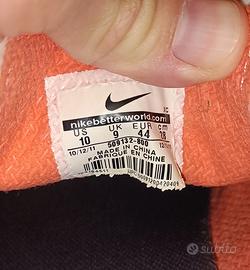 XC
nikebetterworld.com
US UK EUR cm
10 9 44 28
509132-800
10/12/11
MADE IN CHINA
FABRIQUE EN CHINE
subito